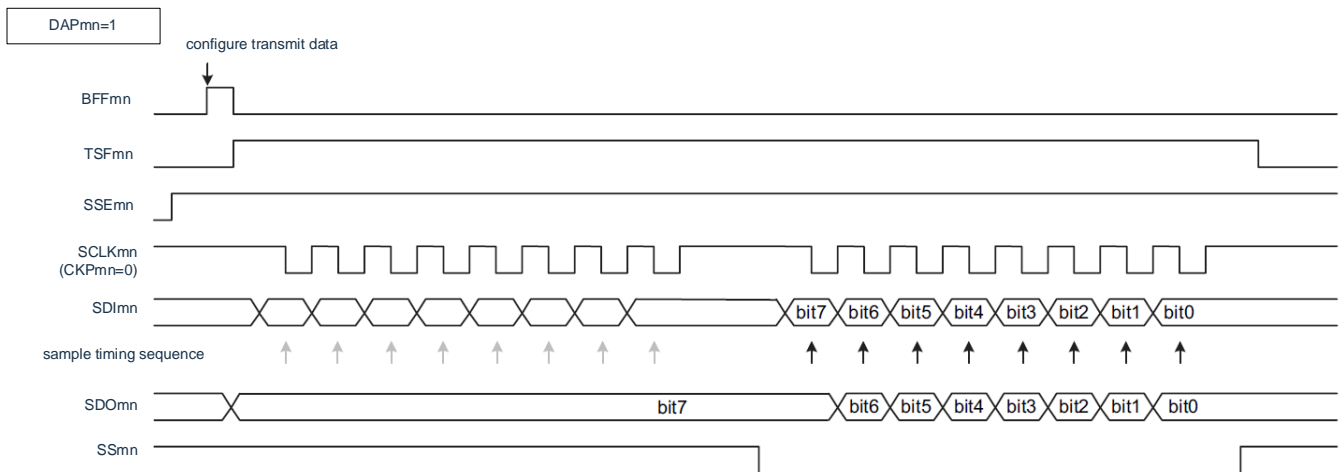 DAPmn=1
configure transmit data
BFFmn
TSFmn
SSEmn
SCLKmn
(CKPmn=0)
SDImn
bit7 bit6 bit5 bit4 bit3 bit2 bit1 bit0
sample timing sequence
SDOmn
bit7 bit6 bit5 bit4 bit3 bit2 bit1 bit0
SSmn